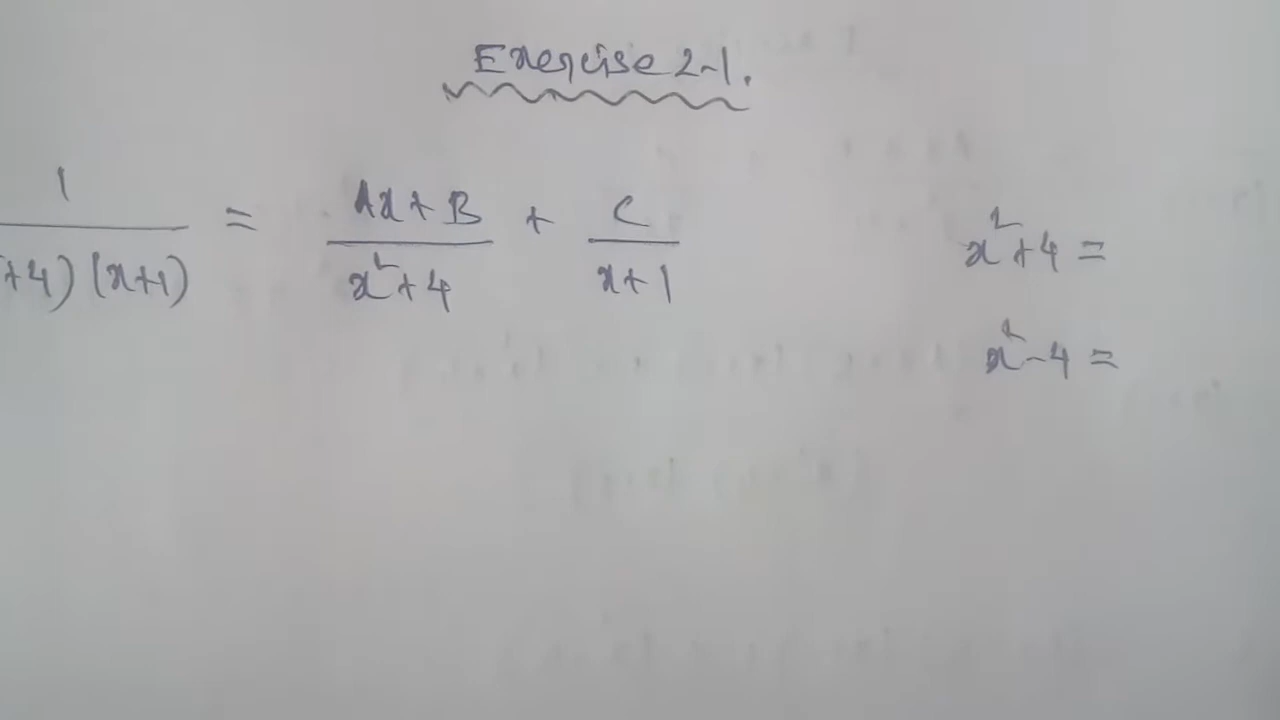 Exercise 2-1.
1 / +4)(x+1) = Ax+B / x²+4 + C / x+1
x²+4 =
x²-4 =